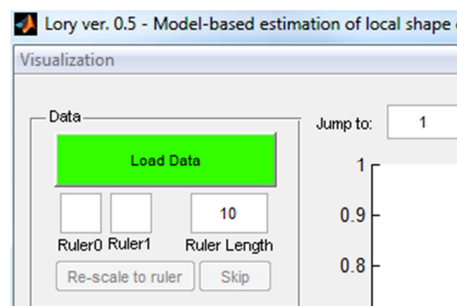 Lory ver. 0.5 - Model-based estimation of local shape
Visualization
Data
Jump to: 1
Load Data
1
10
0.9
Ruler0 Ruler1 Ruler Length
Re-scale to ruler Skip
0.8